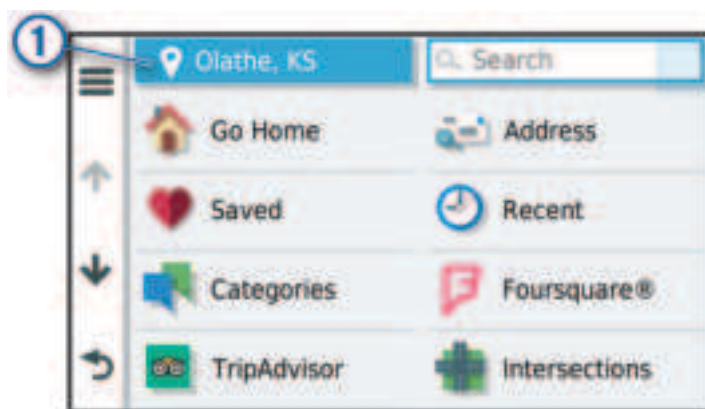 1
Olathe, KS Search
Go Home Address
Saved Recent
Categories Foursquare®
TripAdvisor Intersections